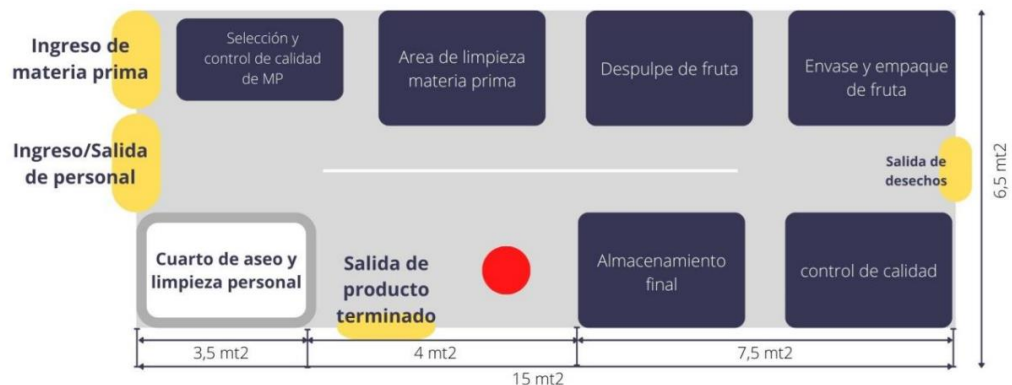 Ingreso de
materia prima
Selección y
control de calidad
de MP
Area de limpieza
materia prima
Despulpe de fruta
Envase y empaque
de fruta
Ingreso/Salida
de personal
Salida de
desechos
6,5 mt2
Cuarto de aseo y
limpieza personal
Salida de
producto
terminado
Almacenamiento
final
control de calidad
3,5 mt2
4 mt2
7,5 mt2
15 mt2